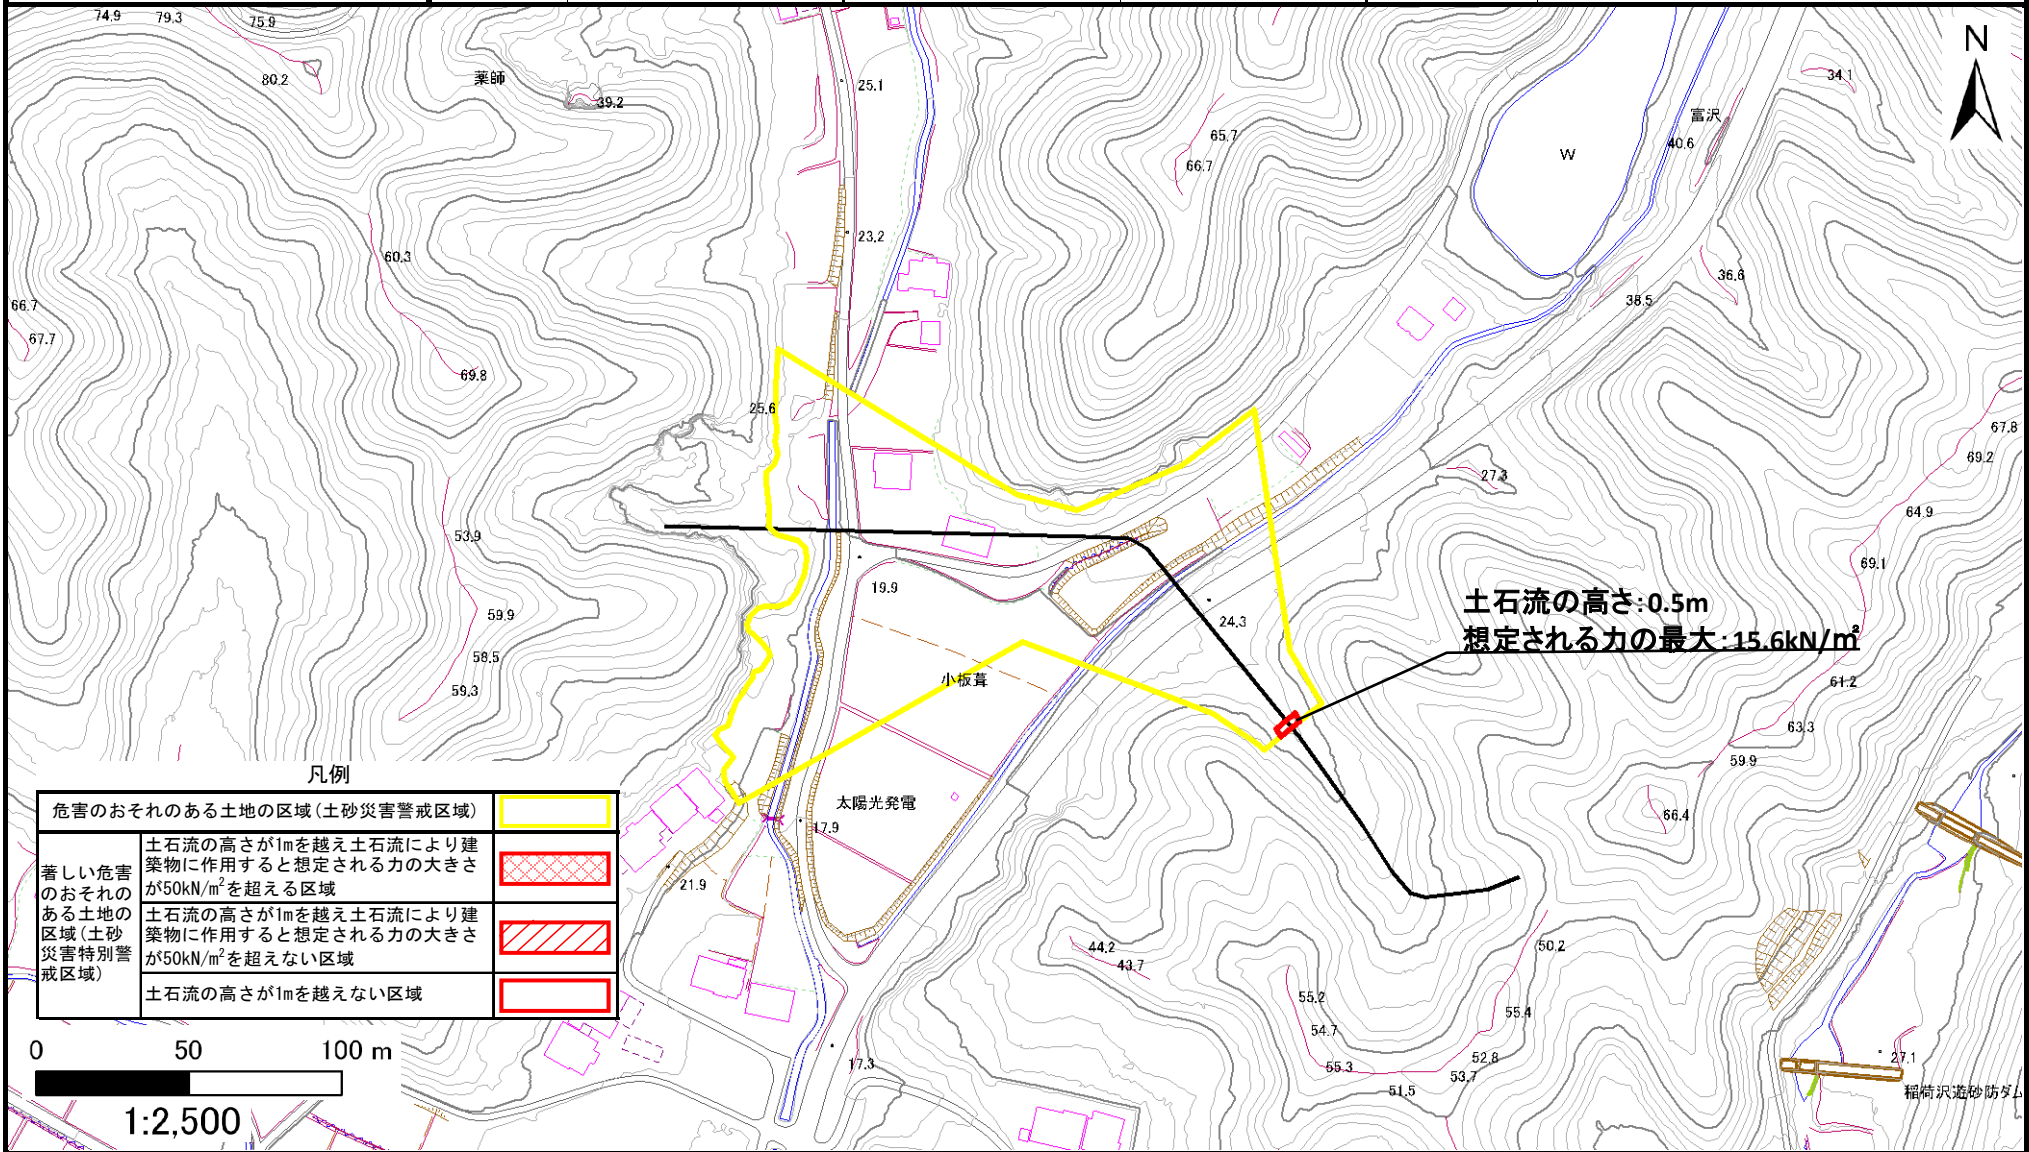 74.9
79.3
75.9
80.2
薬師
39.2
25.1
65.7
66.7
W
富沢
40.6
34.1
N
23.2
60.3
36.6
38.5
66.7
67.7
69.8
25.6
67.8
69.2
27.3
64.9
53.9
69.1
19.9
59.9
24.3
土石流の高さ:0.5m
想定される力の最大:15.6kN/㎡
58.5
59.3
小板葺
61.2
63.3
59.9
太陽光発電
17.9
66.4
21.9
44.2
43.7
50.2
55.2
55.4
54.7
52.8
55.3
53.7
51.5
17.3
27.1
稲荷沢遊砂防ダム
凡例
危害のおそれのある土地の区域(土砂災害警戒区域)
著しい危害
のおそれの
ある土地の
区域(土砂
災害特別警
戒区域)
土石流の高さが1mを越え土石流により建
築物に作用すると想定される力の大きさ
が50kN/m²を超える区域
土石流の高さが1mを越え土石流により建
築物に作用すると想定される力の大きさ
が50kN/m²を超えない区域
土石流の高さが1mを越えない区域
0 50 100 m
1:2,500